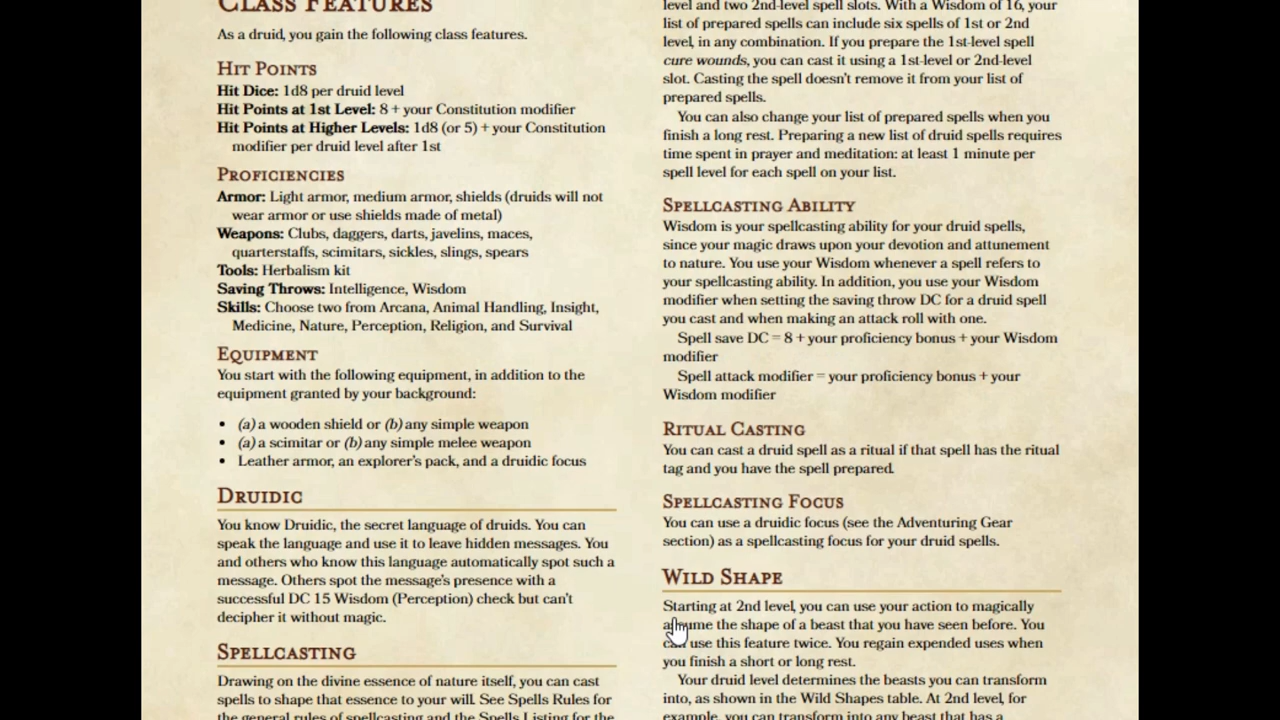 CLASS FEATURES
As a druid, you gain the following class features.
HIT POINTS
Hit Dice: 1d8 per druid level
Hit Points at 1st Level: 8 + your Constitution modifier
Hit Points at Higher Levels: 1d8 (or 5) + your Constitution
modifier per druid level after 1st
PROFICIENCIES
Armor: Light armor, medium armor, shields (druids will not
wear armor or use shields made of metal)
Weapons: Clubs, daggers, darts, javelins, maces,
quarterstaffs, scimitars, sickles, slings, spears
Tools: Herbalism kit
Saving Throws: Intelligence, Wisdom
Skills: Choose two from Arcana, Animal Handling, Insight,
Medicine, Nature, Perception, Religion, and Survival
EQUIPMENT
You start with the following equipment, in addition to the
equipment granted by your background:
• (a) a wooden shield or (b) any simple weapon
• (a) a scimitar or (b) any simple melee weapon
• Leather armor, an explorer's pack, and a druidic focus
DRUIDIC
You know Druidic, the secret language of druids. You can
speak the language and use it to leave hidden messages. You
and others who know this language automatically spot such a
message. Others spot the message's presence with a
successful DC 15 Wisdom (Perception) check but can't
decipher it without magic.
SPELLCASTING
Drawing on the divine essence of nature itself, you can cast
spells to shape that essence to your will. See Spells Rules for
the general rules of spellcasting and the Spells Listing for the
level and two 2nd-level spell slots. With a Wisdom of 16, your
list of prepared spells can include six spells of 1st or 2nd
level, in any combination. If you prepare the 1st-level spell
cure wounds, you can cast it using a 1st-level or 2nd-level
slot. Casting the spell doesn't remove it from your list of
prepared spells.
You can also change your list of prepared spells when you
finish a long rest. Preparing a new list of druid spells requires
time spent in prayer and meditation: at least 1 minute per
spell level for each spell on your list.
SPELLCASTING ABILITY
Wisdom is your spellcasting ability for your druid spells,
since your magic draws upon your devotion and attunement
to nature. You use your Wisdom whenever a spell refers to
your spellcasting ability. In addition, you use your Wisdom
modifier when setting the saving throw DC for a druid spell
you cast and when making an attack roll with one.
Spell save DC = 8 + your proficiency bonus + your Wisdom
modifier
Spell attack modifier = your proficiency bonus + your
Wisdom modifier
RITUAL CASTING
You can cast a druid spell as a ritual if that spell has the ritual
tag and you have the spell prepared.
SPELLCASTING FOCUS
You can use a druidic focus (see the Adventuring Gear
section) as a spellcasting focus for your druid spells.
WILD SHAPE
Starting at 2nd level, you can use your action to magically
assume the shape of a beast that you have seen before. You
can use this feature twice. You regain expended uses when
you finish a short or long rest.
Your druid level determines the beasts you can transform
into, as shown in the Wild Shapes table. At 2nd level, for
example, you can transform into any beast that has a